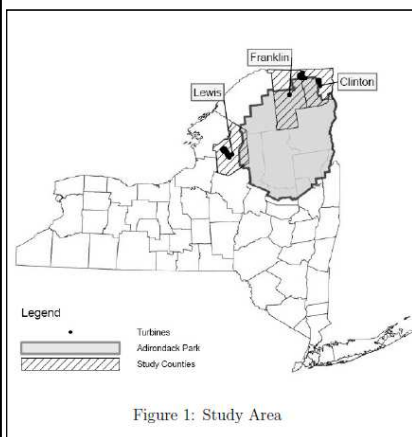 Franklin
Clinton
Lewis
Legend
Turbines
Adirondack Park
Study Counties
Figure 1: Study Area